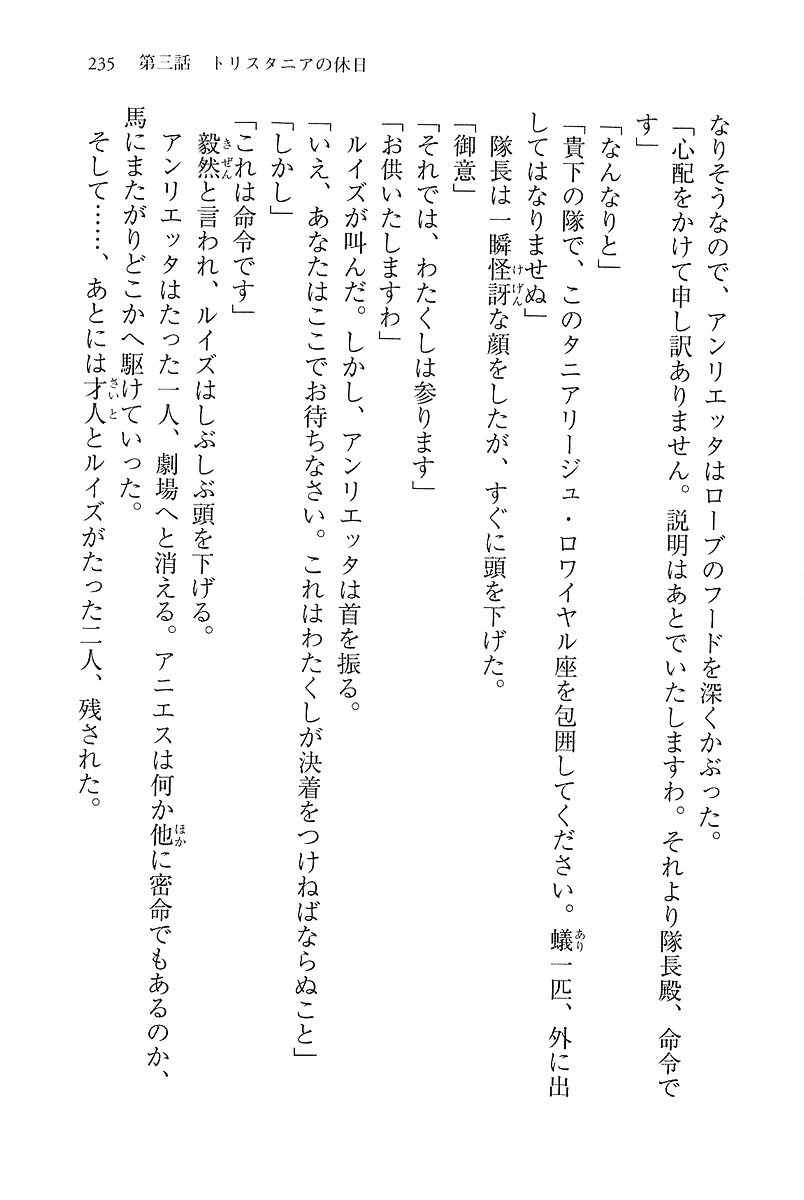 235　第三話　トリスタニアの休日
なりそうなので、アンリエッタはローブのフードを深くかぶった。
「心配をかけて申し訳ありません。説明はあとでいたしますわ。それより隊長殿、命令で
す」
「なんなりと」
「貴下の隊で、このタニアリージュ・ロワイヤル座を包囲してください。蟻一匹、外に出
してはなりませぬ」
隊長は一瞬怪訝な顔をしたが、すぐに頭を下げた。
「御意」
「それでは、わたくしは参ります」
「お供いたしますわ」
ルイズが叫んだ。しかし、アンリエッタは首を振る。
「いえ、あなたはここでお待ちなさい。これはわたくしが決着をつけねばならぬこと」
「しかし」
「これは命令です」
毅然と言われ、ルイズはしぶしぶ頭を下げる。
アンリエッタはたった一人、劇場へと消える。アニエスは何か他に密命でもあるのか、
馬にまたがりどこかへ駆けていった。
そして……、あとには才人とルイズがたった二人、残された。